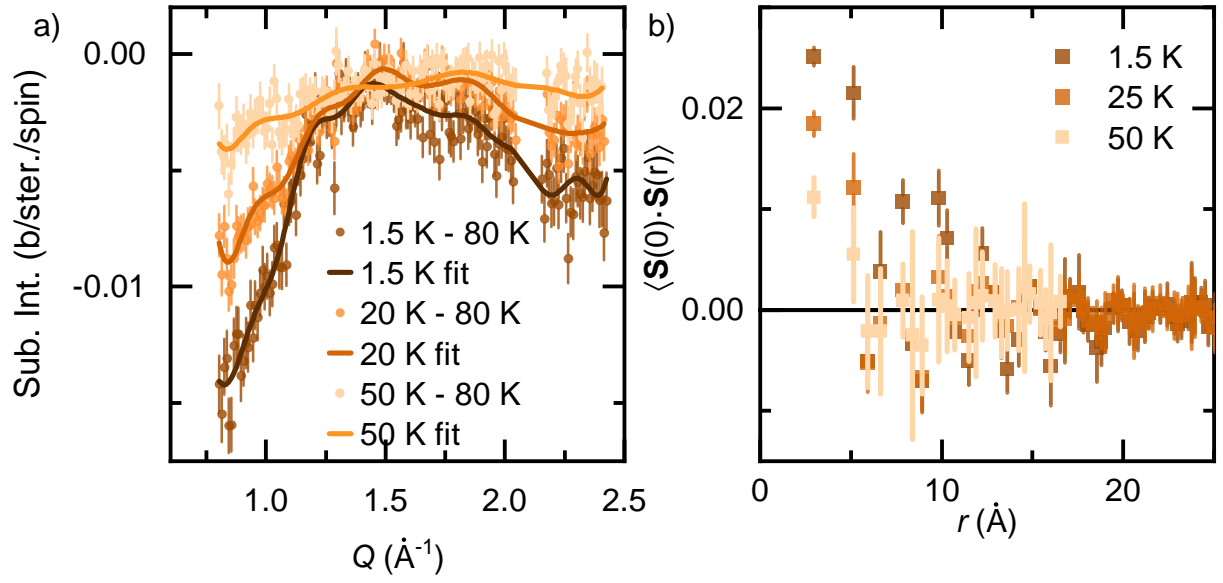 a)
0.00
-0.01
Sub. Int. (b/ster./spin)
1.5 K - 80 K
1.5 K fit
20 K - 80 K
20 K fit
50 K - 80 K
50 K fit
1.0
1.5
2.0
2.5
Q (Å⁻¹)
b)
1.5 K
25 K
50 K
0.02
0.00
⟨S(0)·S(r)⟩
0
10
20
r (Å)